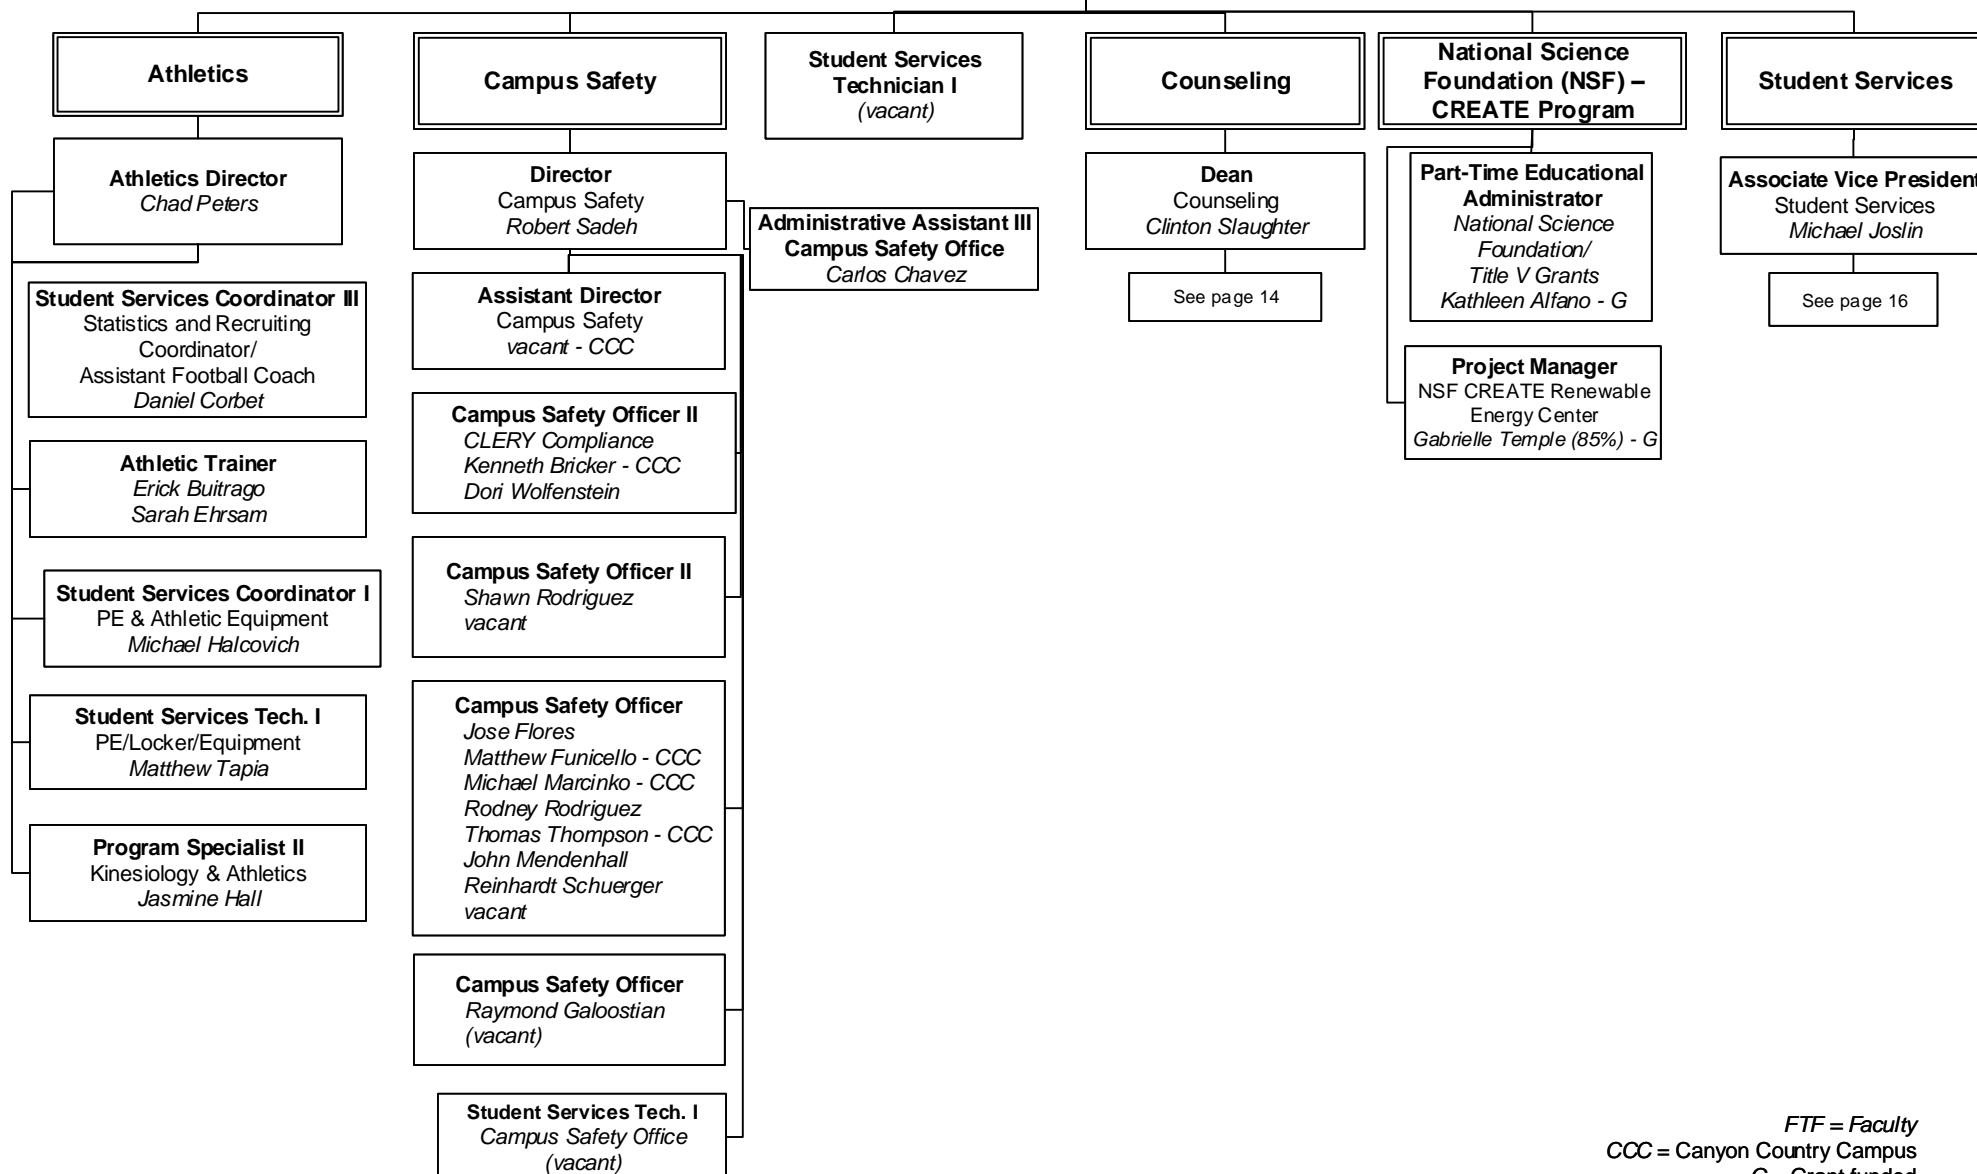 Athletics
Athletics Director
Chad Peters
Student Services Coordinator III
Statistics and Recruiting
Coordinator/
Assistant Football Coach
Daniel Corbet
Athletic Trainer
Erick Buitrago
Sarah Ehrsam
Student Services Coordinator I
PE & Athletic Equipment
Michael Halcovich
Student Services Tech. I
PE/Locker/Equipment
Matthew Tapia
Program Specialist II
Kinesiology & Athletics
Jasmine Hall
Campus Safety
Director
Campus Safety
Robert Sadeh
Administrative Assistant III
Campus Safety Office
Carlos Chavez
Assistant Director
Campus Safety
vacant - CCC
Campus Safety Officer II
CLERY Compliance
Kenneth Bricker - CCC
Dori Wolfenstein
Campus Safety Officer II
Shawn Rodriguez
vacant
Campus Safety Officer
Jose Flores
Matthew Funicello - CCC
Michael Marcinko - CCC
Rodney Rodriguez
Thomas Thompson - CCC
John Mendenhall
Reinhardt Schuerger
vacant
Campus Safety Officer
Raymond Galoostian
(vacant)
Student Services Tech. I
Campus Safety Office
(vacant)
Student Services
Technician I
(vacant)
Counseling
Dean
Counseling
Clinton Slaughter
See page 14
National Science
Foundation (NSF) –
CREATE Program
Part-Time Educational
Administrator
National Science
Foundation/
Title V Grants
Kathleen Alfano - G
Project Manager
NSF CREATE Renewable
Energy Center
Gabrielle Temple (85%) - G
Student Services
Associate Vice President
Student Services
Michael Joslin
See page 16
FTF = Faculty
CCC = Canyon Country Campus
G = Grant funded